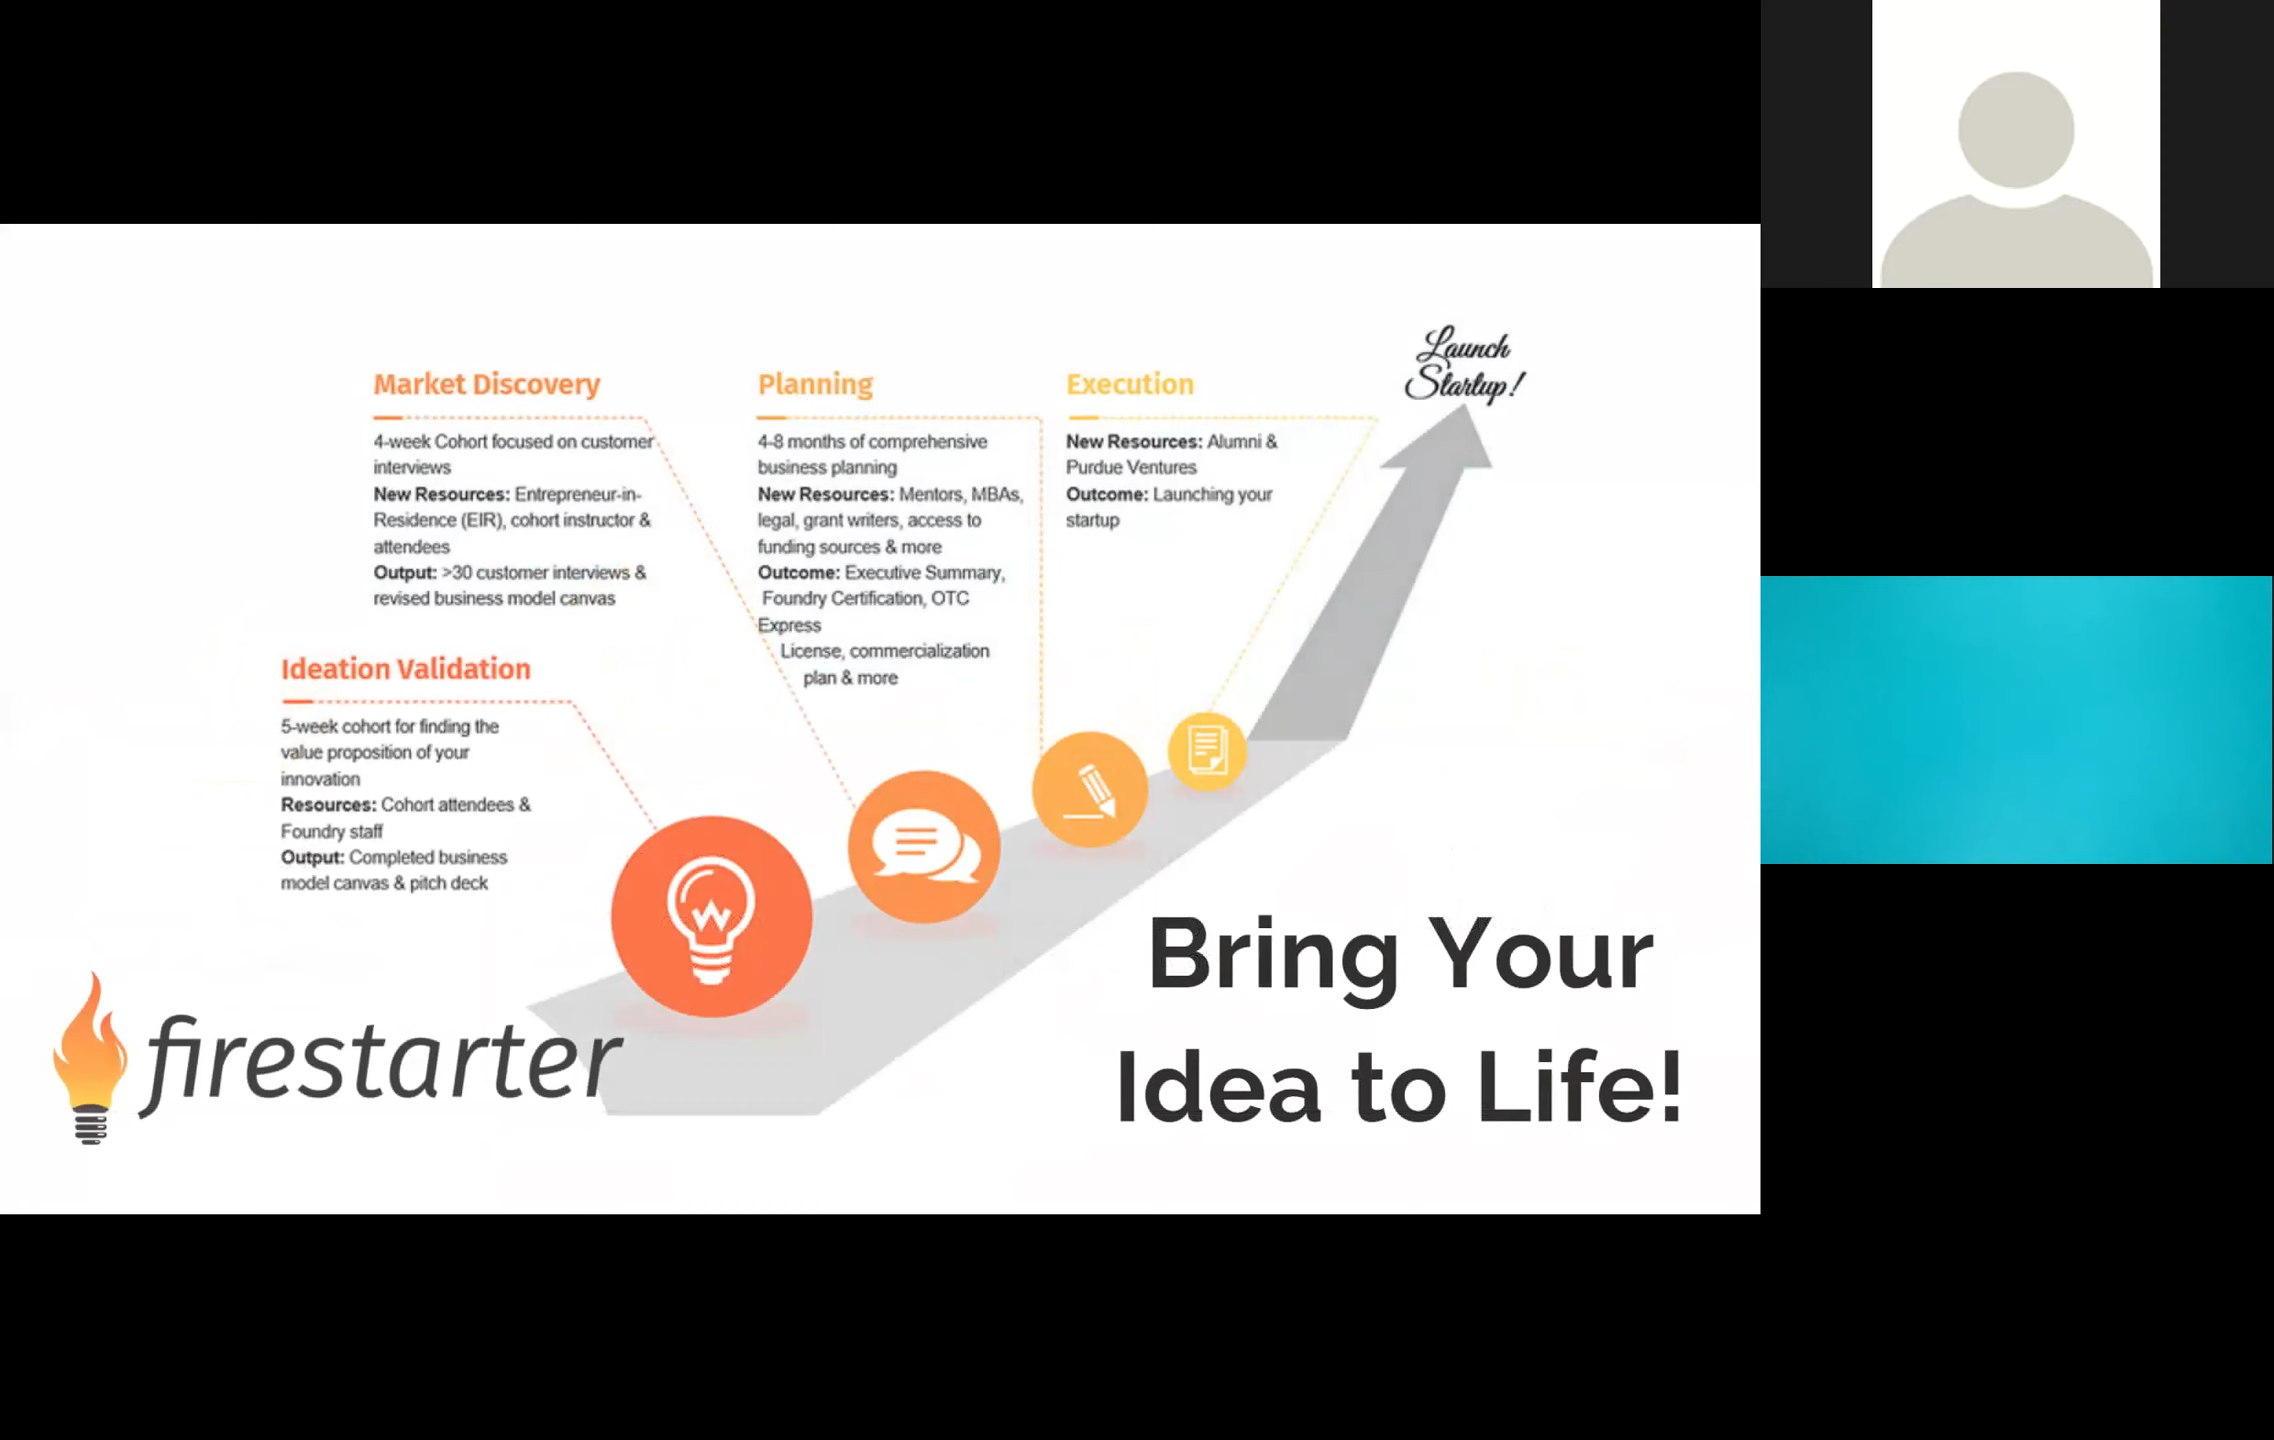 Launch
Startup!
Market Discovery
4-week Cohort focused on customer
interviews
New Resources: Entrepreneur-in-
Residence (EIR), cohort instructor &
attendees
Output: >30 customer interviews &
revised business model canvas
Planning
4-8 months of comprehensive
business planning
New Resources: Mentors, MBAs,
legal, grant writers, access to
funding sources & more
Outcome: Executive Summary,
Foundry Certification, OTC
Express
License, commercialization
plan & more
Execution
New Resources: Alumni &
Purdue Ventures
Outcome: Launching your
startup
Ideation Validation
5-week cohort for finding the
value proposition of your
innovation
Resources: Cohort attendees &
Foundry staff
Output: Completed business
model canvas & pitch deck
firestarter
Bring Your
Idea to Life!